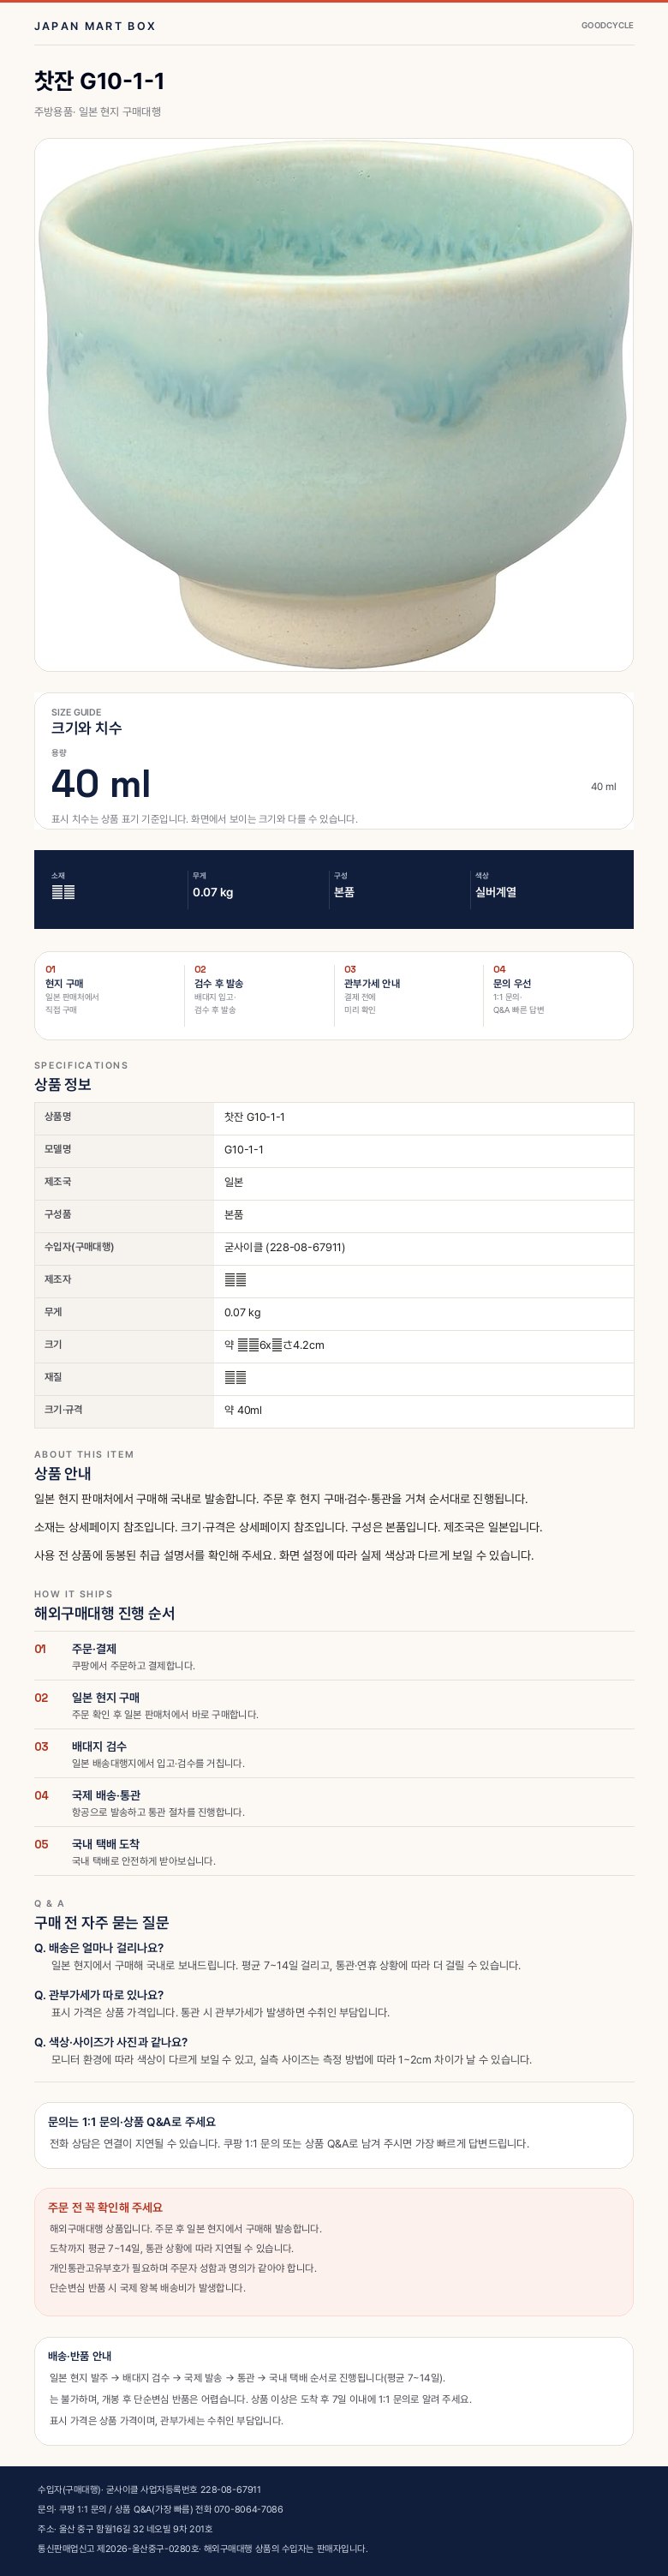 JAPAN MART BOX
GOODCYCLE
찻잔 G10-1-1
주방용품· 일본 현지 구매대행
SIZE GUIDE
크기와 치수
용량
40 ml
40 ml
표시 치수는 상품 표기 기준입니다. 화면에서 보이는 크기와 다를 수 있습니다.
소재
무게
0.07 kg
구성
본품
색상
실버계열
01
현지 구매
일본 판매처에서
직접 구매
02
검수 후 발송
배대지 입고·
검수 후 발송
03
관부가세 안내
결제 전에
미리 확인
04
문의 우선
1:1 문의·
Q&A 빠른 답변
SPECIFICATIONS
상품 정보
상품명 찻잔 G10-1-1
모델명 G10-1-1
제조국 일본
구성품 본품
수입자(구매대행) 굳사이클 (228-08-67911)
제조자
무게 0.07 kg
크기 약 6x さ4.2cm
재질
크기·규격 약 40ml
ABOUT THIS ITEM
상품 안내
일본 현지 판매처에서 구매해 국내로 발송합니다. 주문 후 현지 구매·검수·통관을 거쳐 순서대로 진행됩니다.
소재는 상세페이지 참조입니다. 크기·규격은 상세페이지 참조입니다. 구성은 본품입니다. 제조국은 일본입니다.
사용 전 상품에 동봉된 취급 설명서를 확인해 주세요. 화면 설정에 따라 실제 색상과 다르게 보일 수 있습니다.
HOW IT SHIPS
해외구매대행 진행 순서
01 주문·결제
쿠팡에서 주문하고 결제합니다.
02 일본 현지 구매
주문 확인 후 일본 판매처에서 바로 구매합니다.
03 배대지 검수
일본 배송대행지에서 입고·검수를 거칩니다.
04 국제 배송·통관
항공으로 발송하고 통관 절차를 진행합니다.
05 국내 택배 도착
국내 택배로 안전하게 받아보십니다.
Q & A
구매 전 자주 묻는 질문
Q. 배송은 얼마나 걸리나요?
일본 현지에서 구매해 국내로 보내드립니다. 평균 7~14일 걸리고, 통관·연휴 상황에 따라 더 걸릴 수 있습니다.
Q. 관부가세가 따로 있나요?
표시 가격은 상품 가격입니다. 통관 시 관부가세가 발생하면 수취인 부담입니다.
Q. 색상·사이즈가 사진과 같나요?
모니터 환경에 따라 색상이 다르게 보일 수 있고, 실측 사이즈는 측정 방법에 따라 1~2cm 차이가 날 수 있습니다.
문의는 1:1 문의·상품 Q&A로 주세요
전화 상담은 연결이 지연될 수 있습니다. 쿠팡 1:1 문의 또는 상품 Q&A로 남겨 주시면 가장 빠르게 답변드립니다.
주문 전 꼭 확인해 주세요
해외구매대행 상품입니다. 주문 후 일본 현지에서 구매해 발송합니다.
도착까지 평균 7~14일, 통관 상황에 따라 지연될 수 있습니다.
개인통관고유부호가 필요하며 주문자 성함과 명의가 같아야 합니다.
단순변심 반품 시 국제 왕복 배송비가 발생합니다.
배송·반품 안내
일본 현지 발주 → 배대지 검수 → 국제 발송 → 통관 → 국내 택배 순서로 진행됩니다(평균 7~14일).
는 불가하며, 개봉 후 단순변심 반품은 어렵습니다. 상품 이상은 도착 후 7일 이내에 1:1 문의로 알려 주세요.
표시 가격은 상품 가격이며, 관부가세는 수취인 부담입니다.
수입자(구매대행)· 굳사이클 사업자등록번호 228-08-67911
문의· 쿠팡 1:1 문의 / 상품 Q&A(가장 빠름) 전화 070-8064-7086
주소· 울산 중구 함월16길 32 네오빌 9차 201호
통신판매업신고 제2026-울산중구-0280호· 해외구매대행 상품의 수입자는 판매자입니다.